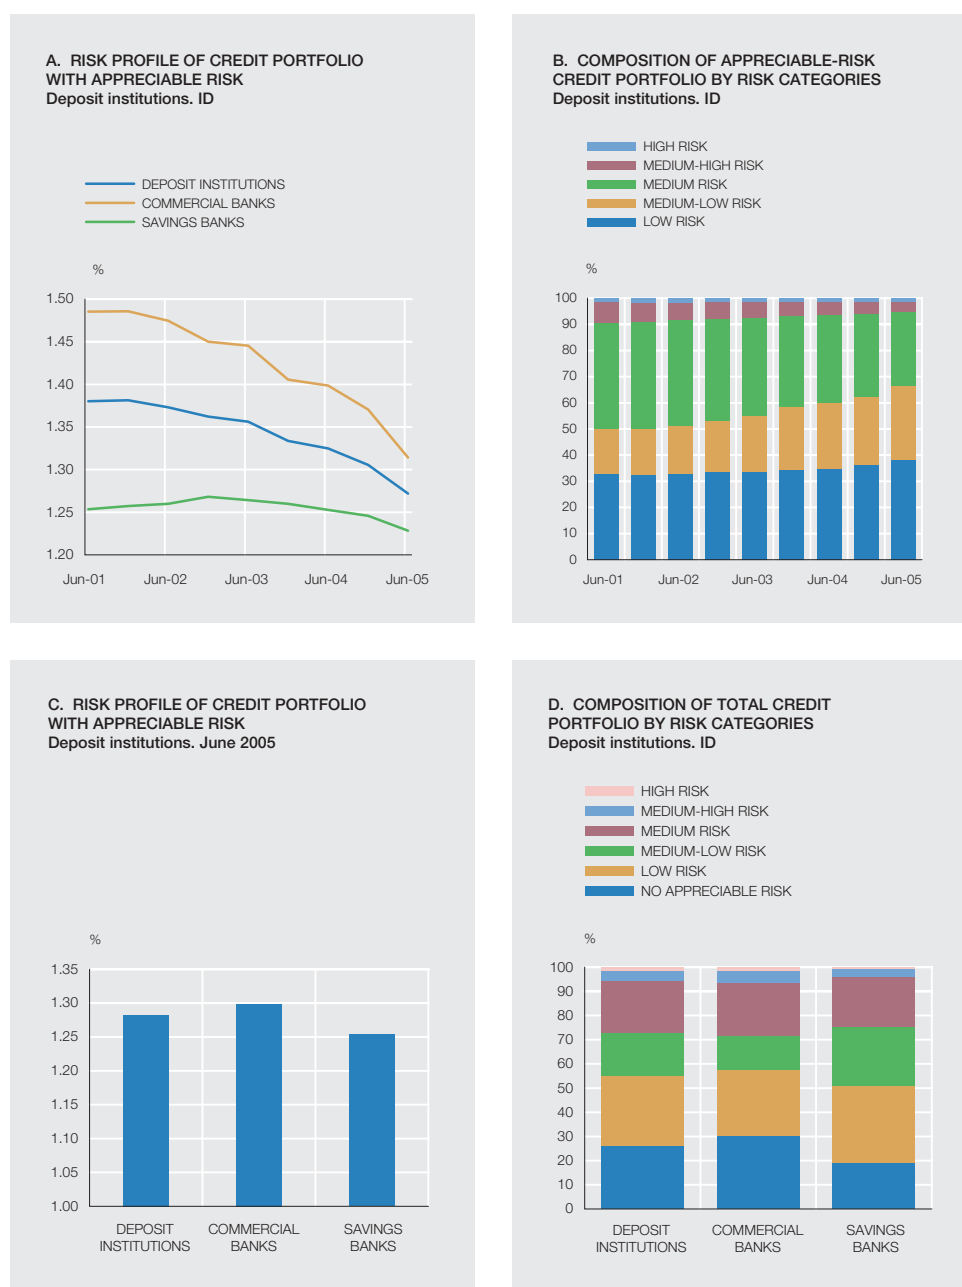 A. RISK PROFILE OF CREDIT PORTFOLIO
WITH APPRECIABLE RISK
Deposit institutions. ID
DEPOSIT INSTITUTIONS
COMMERCIAL BANKS
SAVINGS BANKS
%
1.50
1.45
1.40
1.35
1.30
1.25
1.20
Jun-01 Jun-02 Jun-03 Jun-04 Jun-05
B. COMPOSITION OF APPRECIABLE-RISK
CREDIT PORTFOLIO BY RISK CATEGORIES
Deposit institutions. ID
HIGH RISK
MEDIUM-HIGH RISK
MEDIUM RISK
MEDIUM-LOW RISK
LOW RISK
%
100
90
80
70
60
50
40
30
20
10
0
Jun-01 Jun-02 Jun-03 Jun-04 Jun-05
C. RISK PROFILE OF CREDIT PORTFOLIO
WITH APPRECIABLE RISK
Deposit institutions. June 2005
%
1.35
1.30
1.25
1.20
1.15
1.10
1.05
1.00
DEPOSIT COMMERCIAL SAVINGS
INSTITUTIONS BANKS BANKS
D. COMPOSITION OF TOTAL CREDIT
PORTFOLIO BY RISK CATEGORIES
Deposit institutions. ID
HIGH RISK
MEDIUM-HIGH RISK
MEDIUM RISK
MEDIUM-LOW RISK
LOW RISK
NO APPRECIABLE RISK
%
100
90
80
70
60
50
40
30
20
10
0
DEPOSIT COMMERCIAL SAVINGS
INSTITUTIONS BANKS BANKS